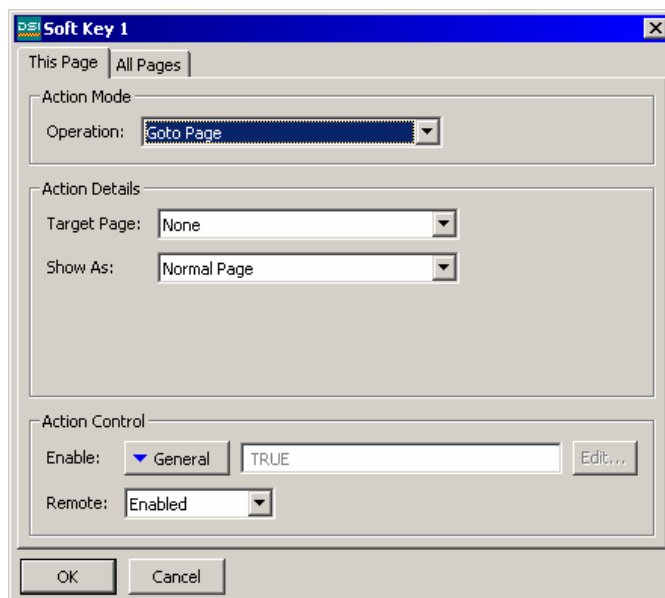 DSI Soft Key 1
This Page All Pages
Action Mode
Operation: Goto Page
Action Details
Target Page: None
Show As: Normal Page
Action Control
Enable: General TRUE Edit...
Remote: Enabled
OK Cancel